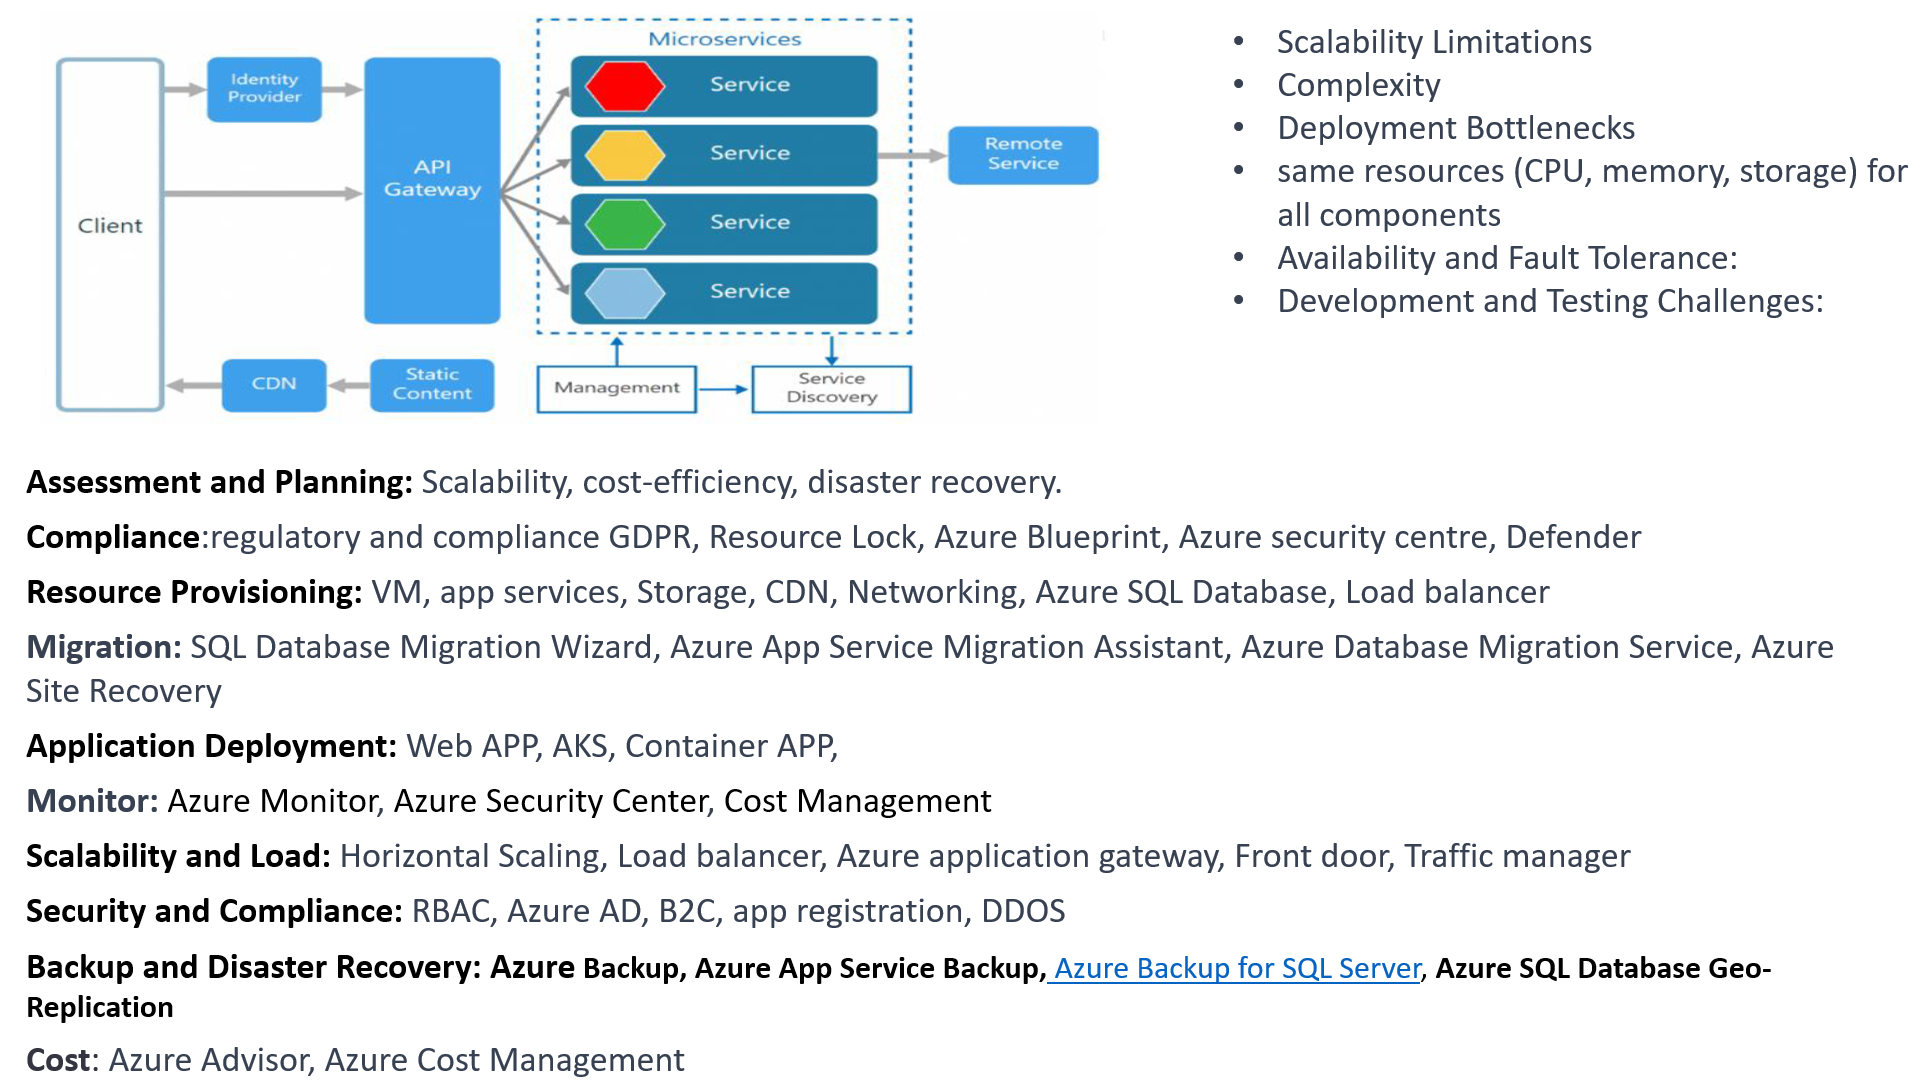 Microservices
Client
Identity
Provider
API
Gateway
Service
Service
Service
Service
Remote
Service
CDN
Static
Content
Management
Service
Discovery
• Scalability Limitations
• Complexity
• Deployment Bottlenecks
• same resources (CPU, memory, storage) for
all components
• Availability and Fault Tolerance:
• Development and Testing Challenges:
Assessment and Planning: Scalability, cost-efficiency, disaster recovery.
Compliance:regulatory and compliance GDPR, Resource Lock, Azure Blueprint, Azure security centre, Defender
Resource Provisioning: VM, app services, Storage, CDN, Networking, Azure SQL Database, Load balancer
Migration: SQL Database Migration Wizard, Azure App Service Migration Assistant, Azure Database Migration Service, Azure
Site Recovery
Application Deployment: Web APP, AKS, Container APP,
Monitor: Azure Monitor, Azure Security Center, Cost Management
Scalability and Load: Horizontal Scaling, Load balancer, Azure application gateway, Front door, Traffic manager
Security and Compliance: RBAC, Azure AD, B2C, app registration, DDOS
Backup and Disaster Recovery: Azure Backup, Azure App Service Backup, Azure Backup for SQL Server, Azure SQL Database Geo-
Replication
Cost: Azure Advisor, Azure Cost Management